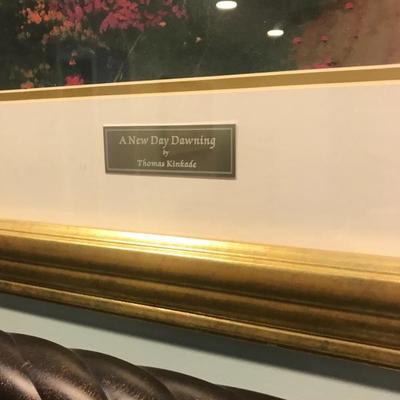 A New Day Dawning
by
Thomas Kinkade